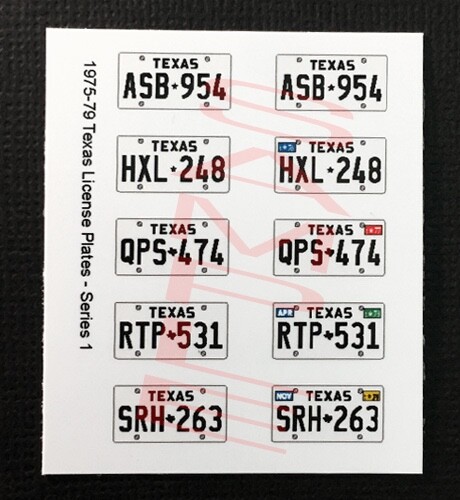 1975-79 Texas License Plates - Series 1
TEXAS TEXAS
ASB★954 ASB★954
TEXAS TEXAS
HXL★248 HXL★248
TEXAS TEXAS
QPS 474 QPS 474
TEXAS APR TEXAS
RTP 531 RTP 531
TEXAS NOV TEXAS
SRH 263 SRH 263